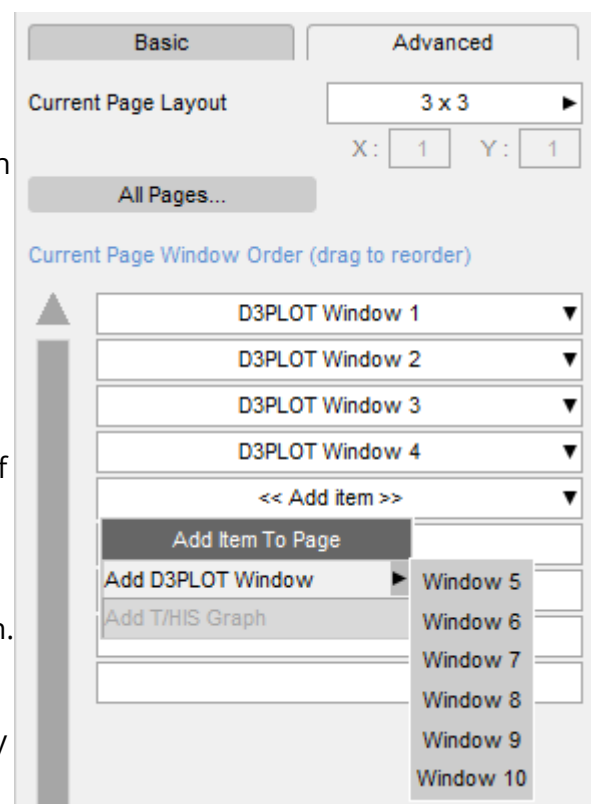 Basic Advanced
Current Page Layout 3 x 3 ►
X: 1 Y: 1
n
All Pages...
Current Page Window Order (drag to reorder)
D3PLOT Window 1 ▼
D3PLOT Window 2 ▼
D3PLOT Window 3 ▼
D3PLOT Window 4 ▼
f
<< Add item >> ▼
Add Item To Page
Add D3PLOT Window ► Window 5
Add T/HIS Graph Window 6
n.
Window 7
Window 8
y
Window 9
Window 10